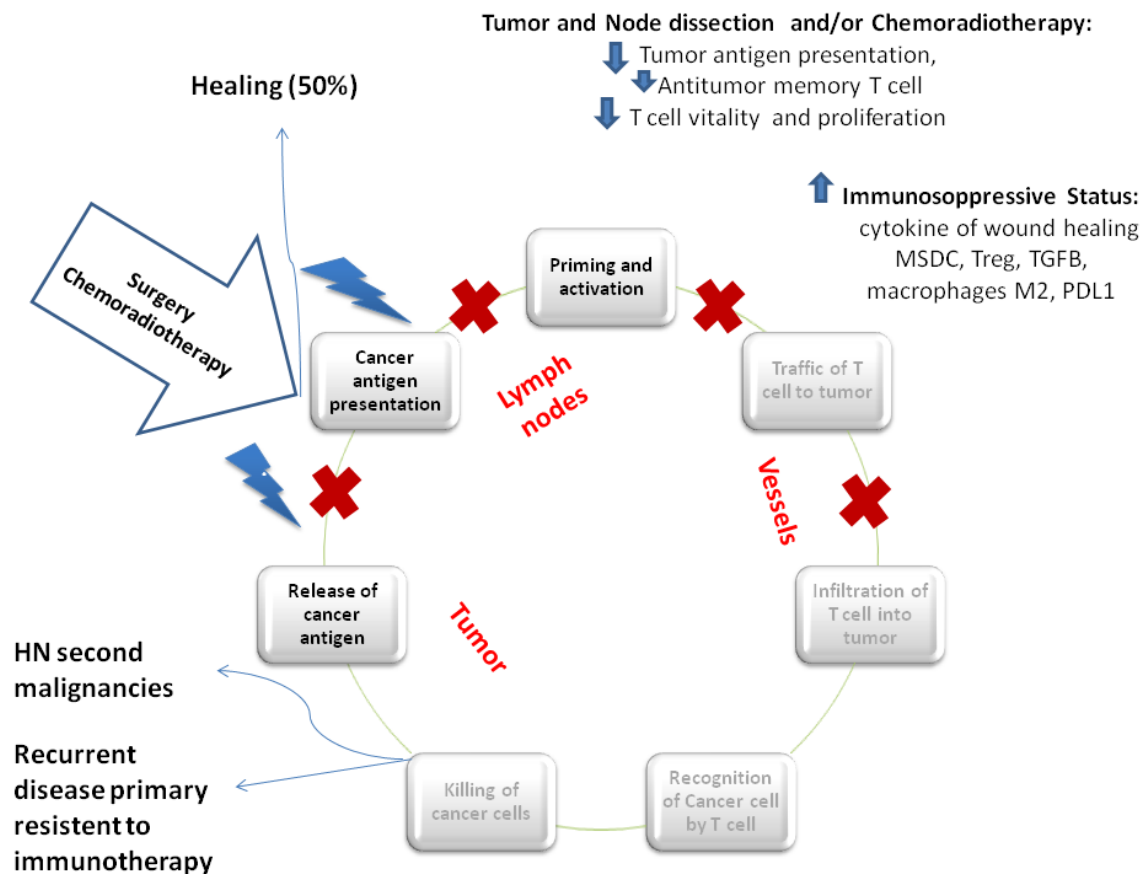 Tumor and Node dissection and/or Chemoradiotherapy:
Tumor antigen presentation,
Antitumor memory T cell
T cell vitality and proliferation
Healing (50%)
Immunosoppressive Status:
cytokine of wound healing
MSDC, Treg, TGFB,
macrophages M2, PDL1
Surgery
Chemoradiotherapy
Priming and
activation
Cancer
antigen
presentation
Lymph
nodes
Traffic of T
cell to tumor
Vessels
Release of
cancer
antigen
Tumor
Infiltration of
T cell into
tumor
HN second
malignancies
Recurrent
disease primary
resistent to
immunotherapy
Killing of
cancer cells
Recognition
of Cancer cell
by T cell